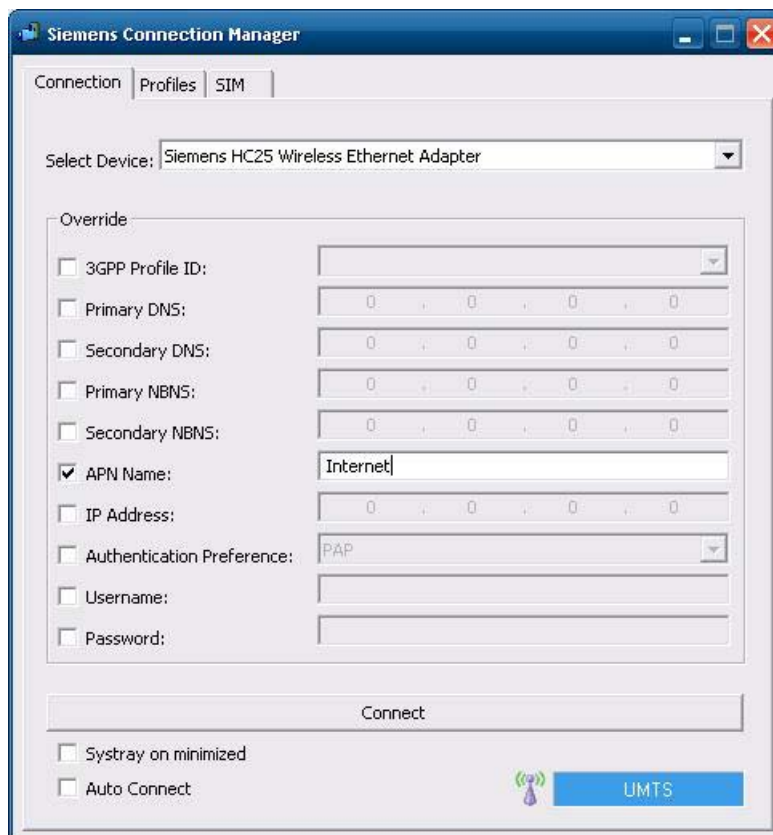 Siemens Connection Manager
Connection Profiles SIM
Select Device: Siemens HC25 Wireless Ethernet Adapter
Override
3GPP Profile ID:
Primary DNS: 0 . 0 . 0 . 0
Secondary DNS: 0 . 0 . 0 . 0
Primary NBNS: 0 . 0 . 0 . 0
Secondary NBNS: 0 . 0 . 0 . 0
APN Name: Internet
IP Address: 0 . 0 . 0 . 0
Authentication Preference: PAP
Username:
Password:
Connect
Systray on minimized
Auto Connect UMTS